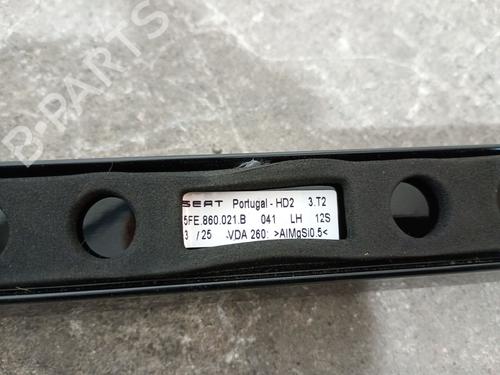 B-PARTS
SEAT Portugal - HD2 3.T2
5FE.860.021.B 041 LH 12S
3 / 25 VDA 260: >AlMgSi0.5<